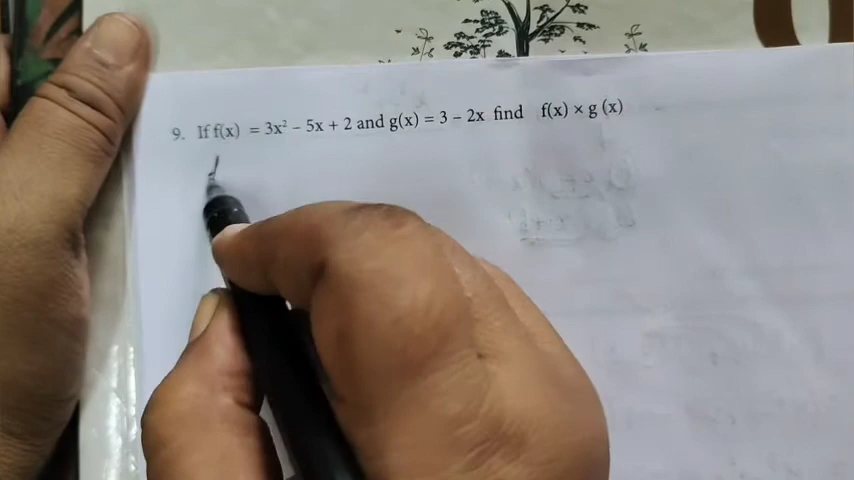 9. If f(x) = 3x² – 5x + 2 and g(x) = 3 – 2x find f(x) × g (x)